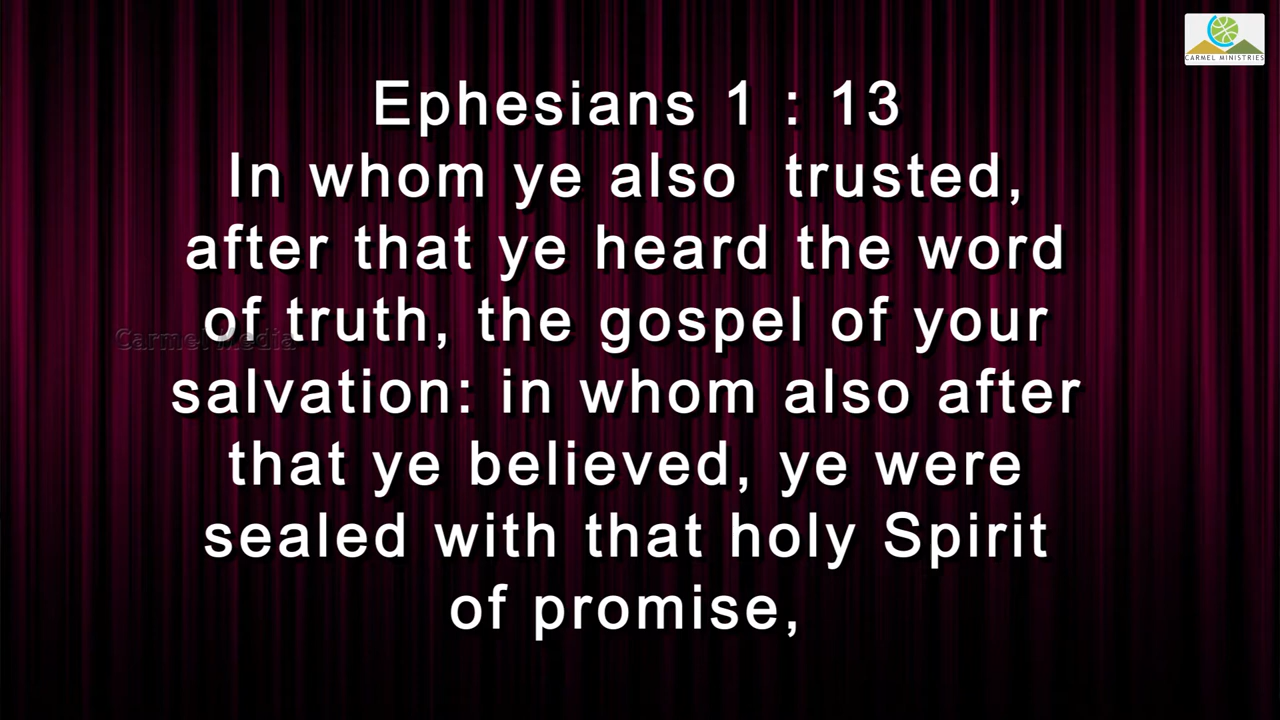 CARMEL MINISTRIES
Ephesians 1 : 13
In whom ye also trusted,
after that ye heard the word
of truth, the gospel of your
Carmel Media
salvation: in whom also after
that ye believed, ye were
sealed with that holy Spirit
of promise,